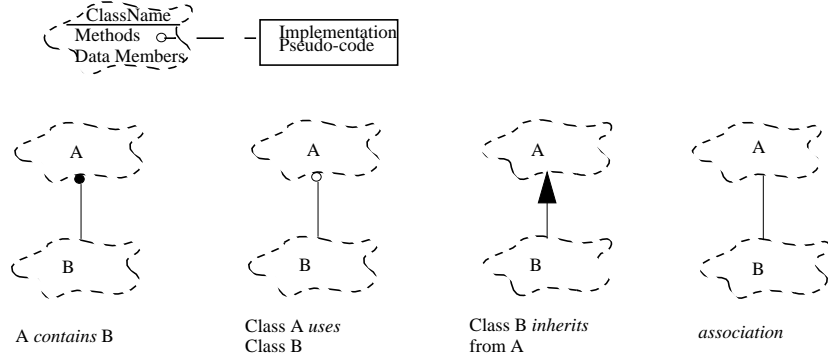 ClassName
Methods
Data Members
Implementation
Pseudo-code
A
A
A
A
B
B
B
B
A contains B
Class A uses
Class B
Class B inherits
from A
association